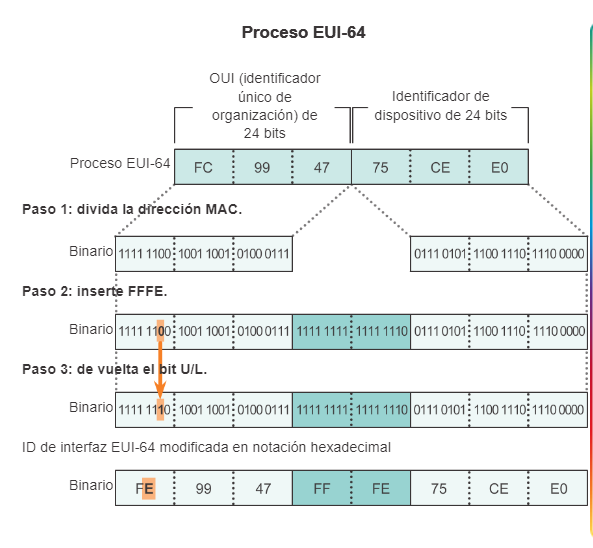 Proceso EUI-64
OUI (identificador
único de
organización) de
24 bits
Identificador de
dispositivo de 24 bits
Proceso EUI-64 FC 99 47 75 CE E0
Paso 1: divida la dirección MAC.
Binario 1111 1100 1001 1001 0100 0111 0111 0101 1100 1110 1110 0000
Paso 2: inserte FFFE.
Binario 1111 1100 1001 1001 0100 0111 1111 1111 1111 1110 0111 0101 1100 1110 1110 0000
Paso 3: de vuelta el bit U/L.
Binario 1111 1110 1001 1001 0100 0111 1111 1111 1111 1110 0111 0101 1100 1110 1110 0000
ID de interfaz EUI-64 modificada en notación hexadecimal
Binario FE 99 47 FF FE 75 CE E0